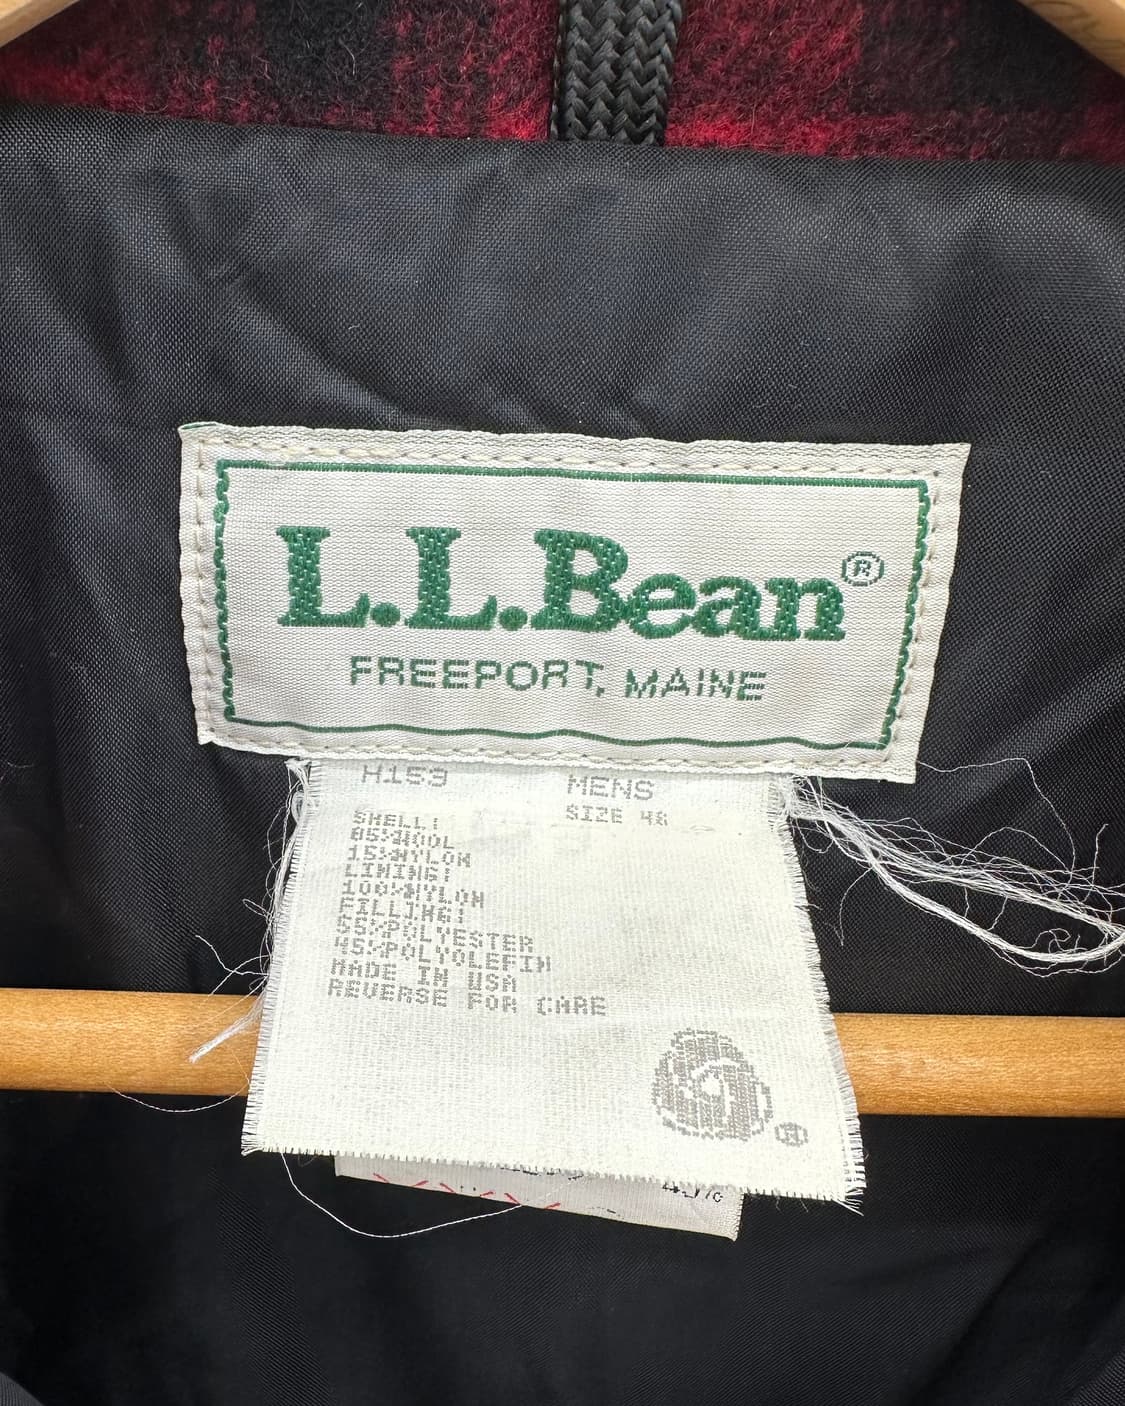 L.L.Bean®
FREEPORT, MAINE
H159 MENS
SIZE 48
SHELL:
85%WOOL
15%NYLON
LINING:
100%NYLON
FILLING:
55%POLYESTER
45%POLYOLEFIN
MADE IN USA
REVERSE FOR CARE
45%